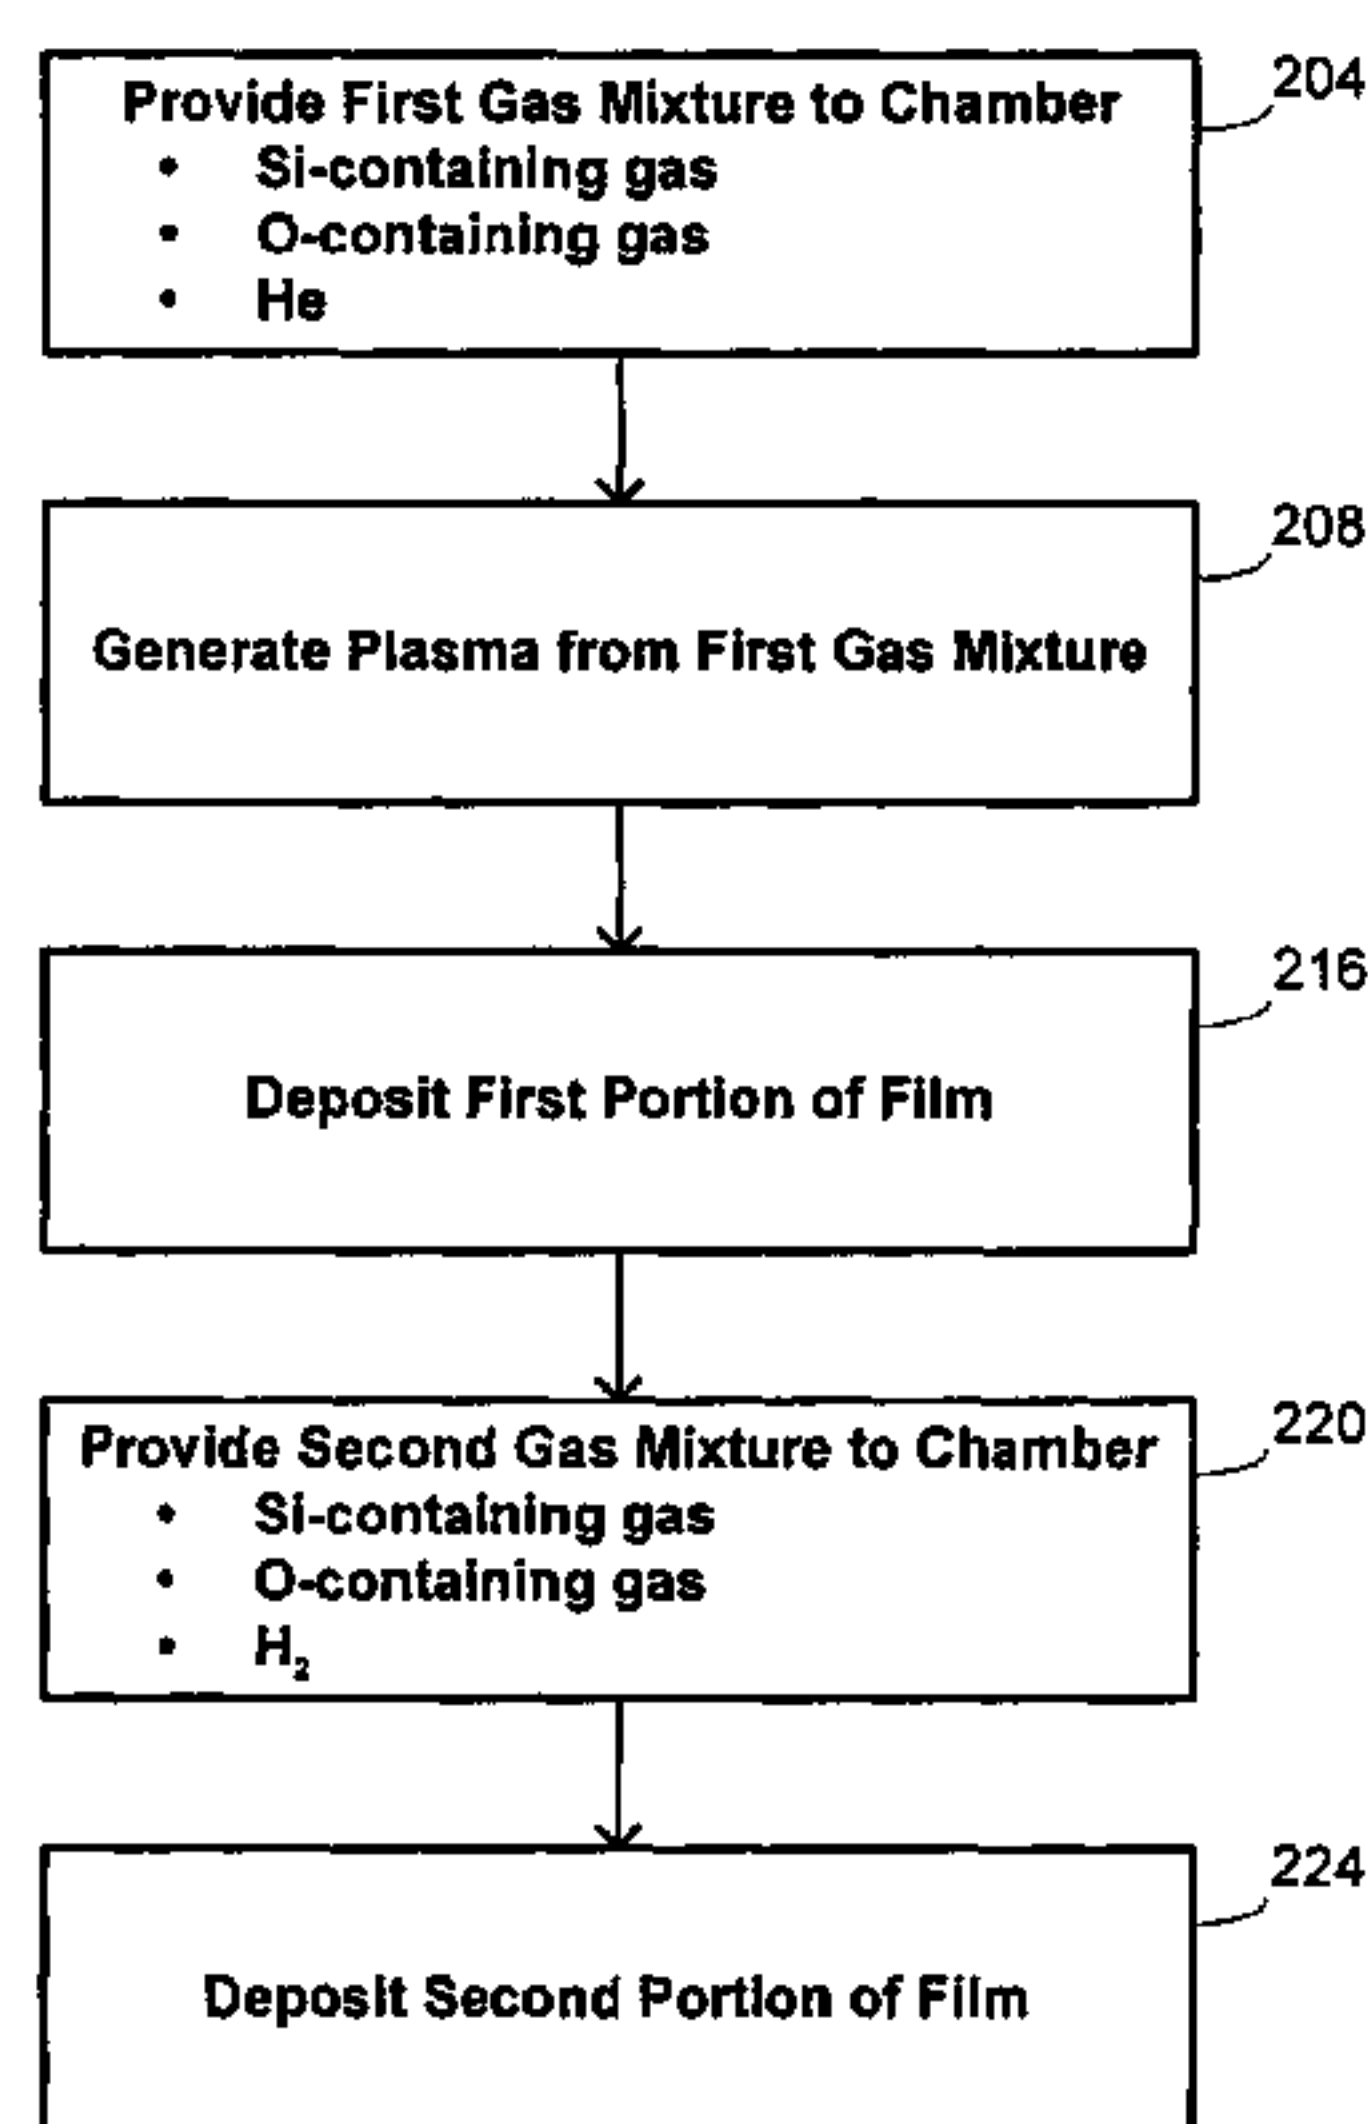 204
Provide First Gas Mixture to Chamber
• Si-containing gas
• O-containing gas
• He
208
Generate Plasma from First Gas Mixture
216
Deposit First Portion of Film
220
Provide Second Gas Mixture to Chamber
• Si-containing gas
• O-containing gas
• H₂
224
Deposit Second Portion of Film